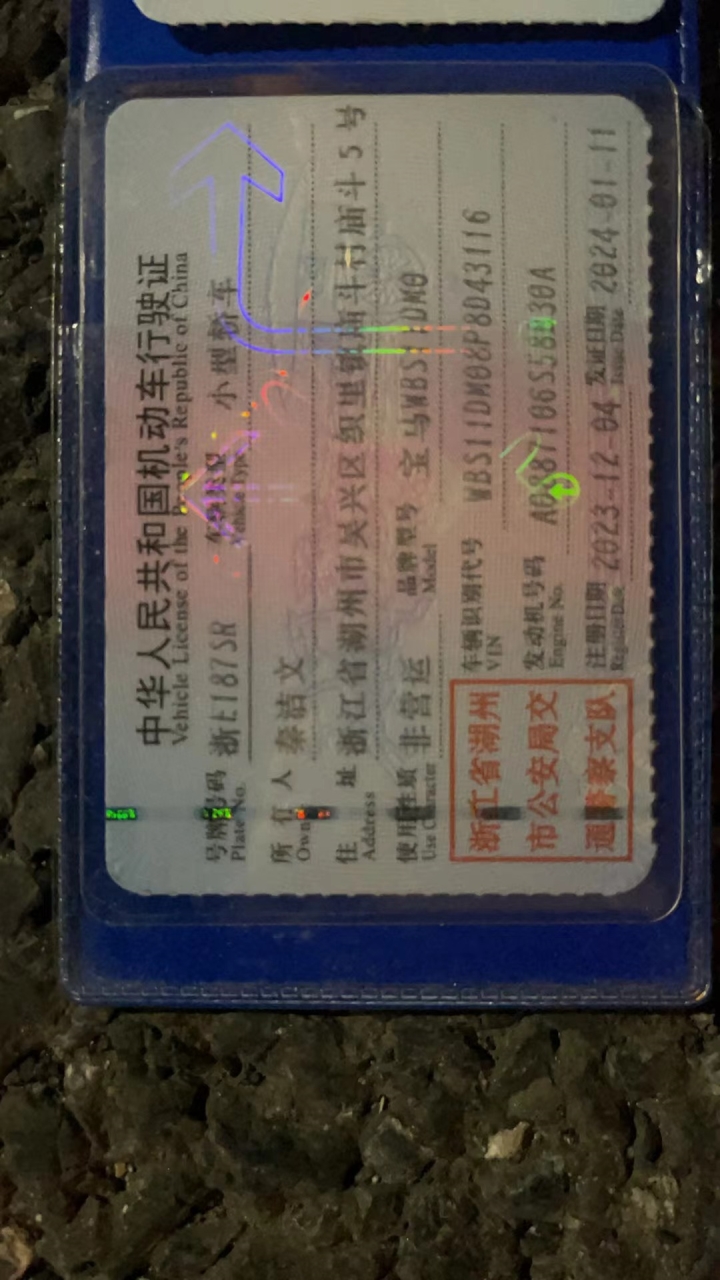 中华人民共和国机动车行驶证
Vehicle License of the People's Republic of China
号牌号码 浙E187SR 车辆类型 小型轿车
Plate No. Vehicle Type
所有人 秦洁文
Owner
住址 浙江省湖州市吴兴区织里镇庙斗村庙斗5号
Address
使用性质 非营运 品牌型号 宝马WBS11DM0
Use Character Model
车辆识别代号 WBS11DM08P8D43116
VIN
发动机号码
Engine No.
注册日期 2023-12-04 发证日期 2024-01-11
Register Date Issue Date
浙江省湖州
市公安局交
通警察支队